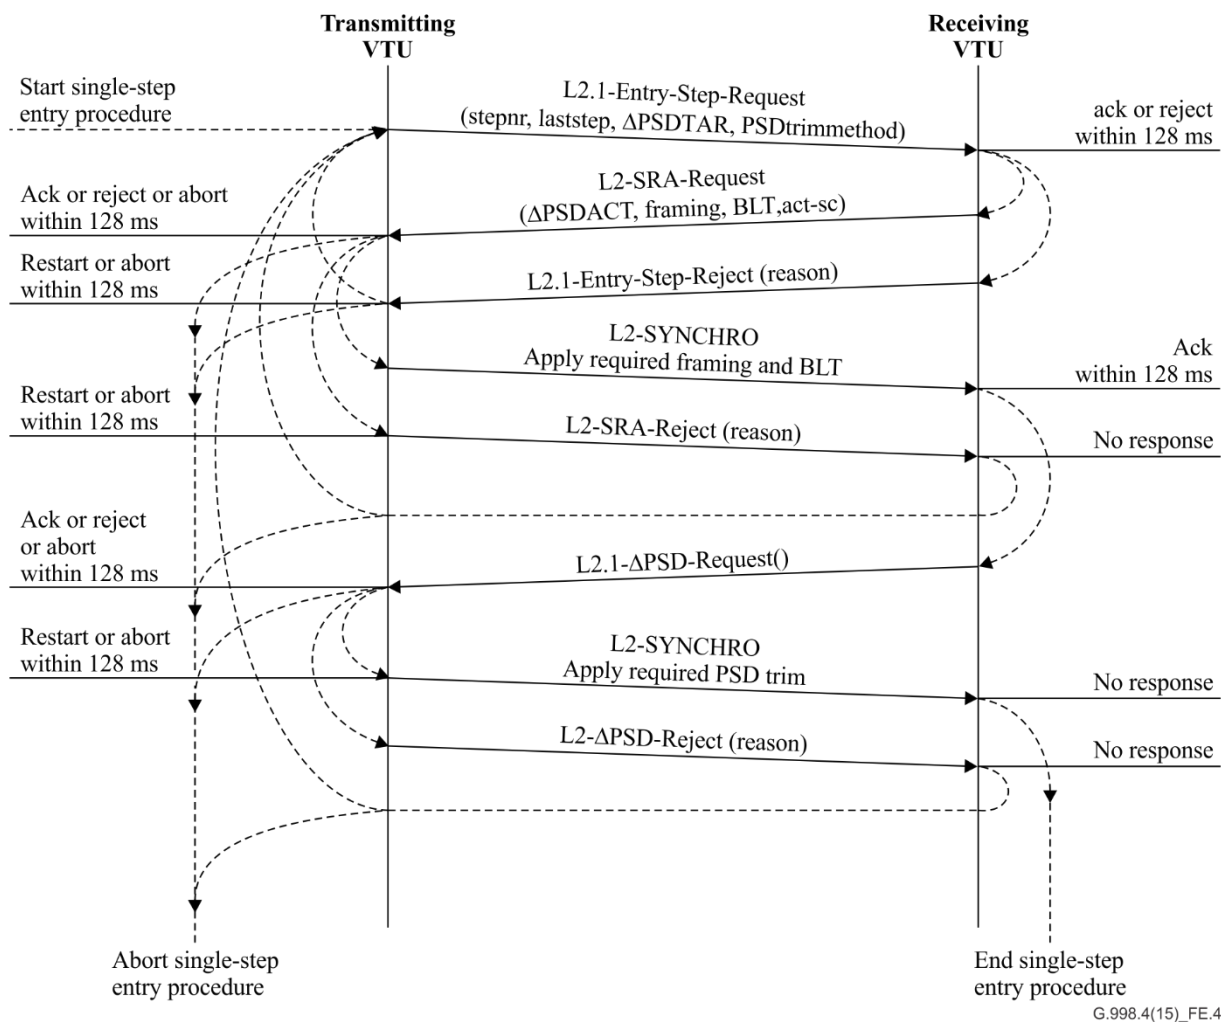 Transmitting
VTU
Receiving
VTU
Start single-step
entry procedure
L2.1-Entry-Step-Request
(stepnr, laststep, ΔPSDTAR, PSDtrimmethod)
ack or reject
within 128 ms
Ack or reject or abort
within 128 ms
L2-SRA-Request
(ΔPSDACT, framing, BLT,act-sc)
Restart or abort
within 128 ms
L2.1-Entry-Step-Reject (reason)
L2-SYNCHRO
Apply required framing and BLT
Ack
within 128 ms
Restart or abort
within 128 ms
L2-SRA-Reject (reason)
No response
Ack or reject
or abort
within 128 ms
L2.1-ΔPSD-Request()
Restart or abort
within 128 ms
L2-SYNCHRO
Apply required PSD trim
No response
L2-ΔPSD-Reject (reason)
No response
Abort single-step
entry procedure
End single-step
entry procedure
G.998.4(15)_FE.4